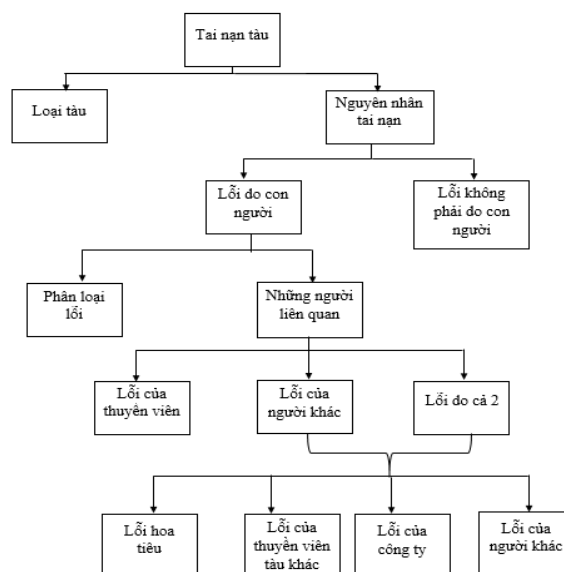 Tai nạn tàu
Loại tàu
Nguyên nhân
tai nạn
Lỗi do con
người
Lỗi không
phải do con
người
Phân loại
lổi
Những người
liên quan
Lỗi của
thuyền viên
Lỗi của
người khác
Lỗi do cả 2
Lỗi hoa
tiêu
Lỗi của
thuyền viên
tàu khác
Lỗi của
công ty
Lỗi của
người khác